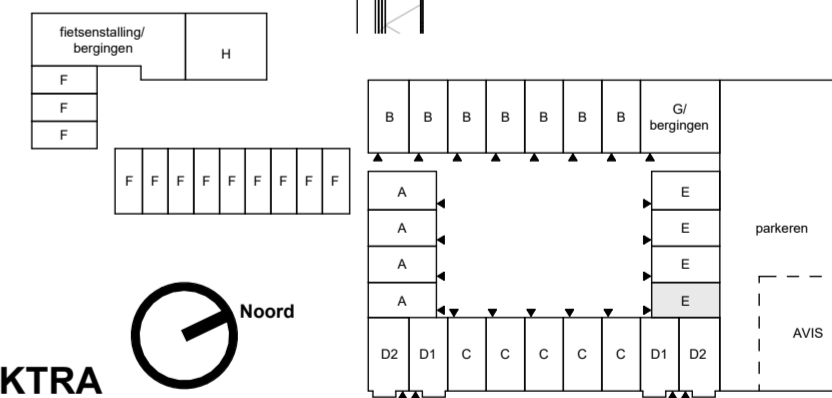 fietsenstalling/
bergingen
H
F
F
F
F F F F F F F F F
B B B B B B B
G/
bergingen
A
A
A
A
E
E
E
E
parkeren
AVIS
D2 D1 C C C C C D1 D2
Noord
KTRA